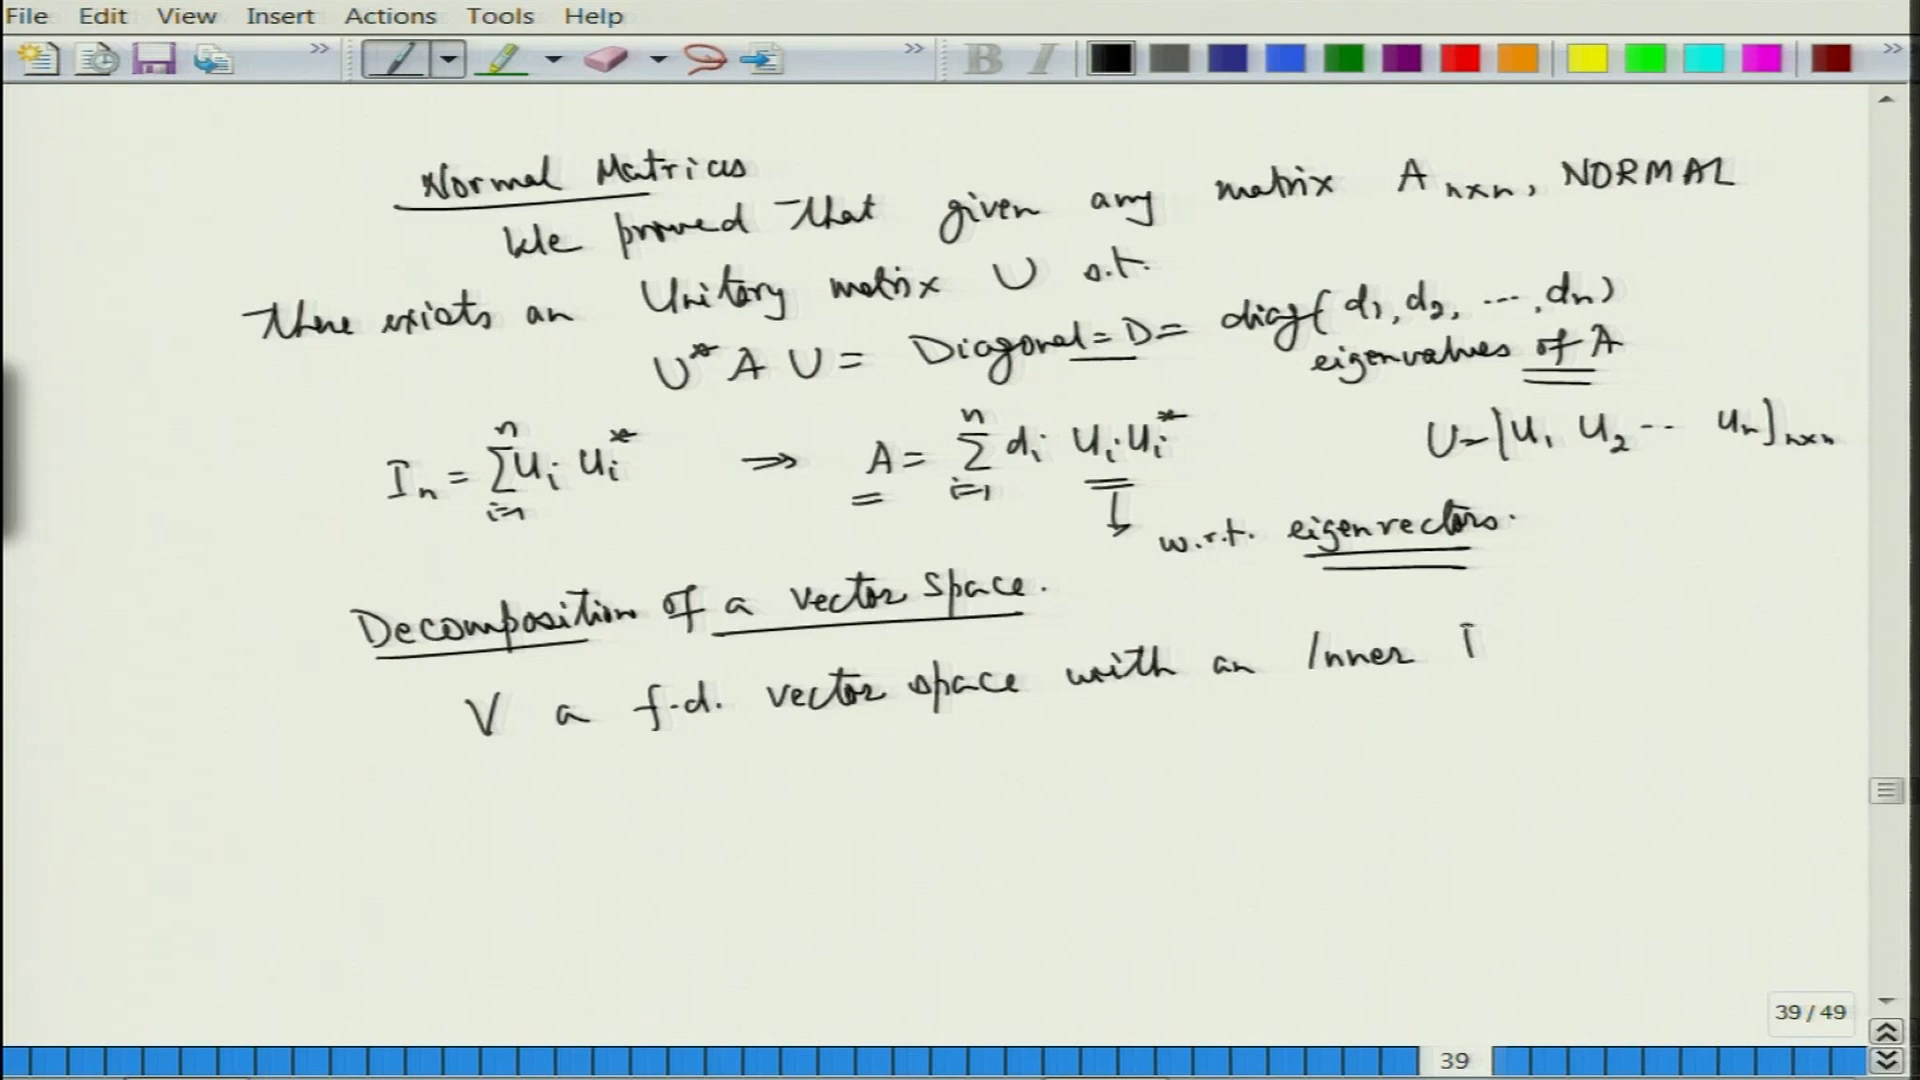 File Edit View Insert Actions Tools Help
B I
Normal Matrices
We proved that given any matrix A n×n, NORMAL
there exists an Unitary matrix U s.t.
U* A U = Diagonal = D = diag(d1, d2, ..., dn)
eigenvalues of A
In = ∑ i=1 n ui ui* ⇒ A = ∑ i=1 n di ui ui* U = [u1 u2 ... un] n×n
w.r.t. eigenvectors.
Decomposition of a vector space.
V a f.d. vector space with an Inner
39 / 49
39